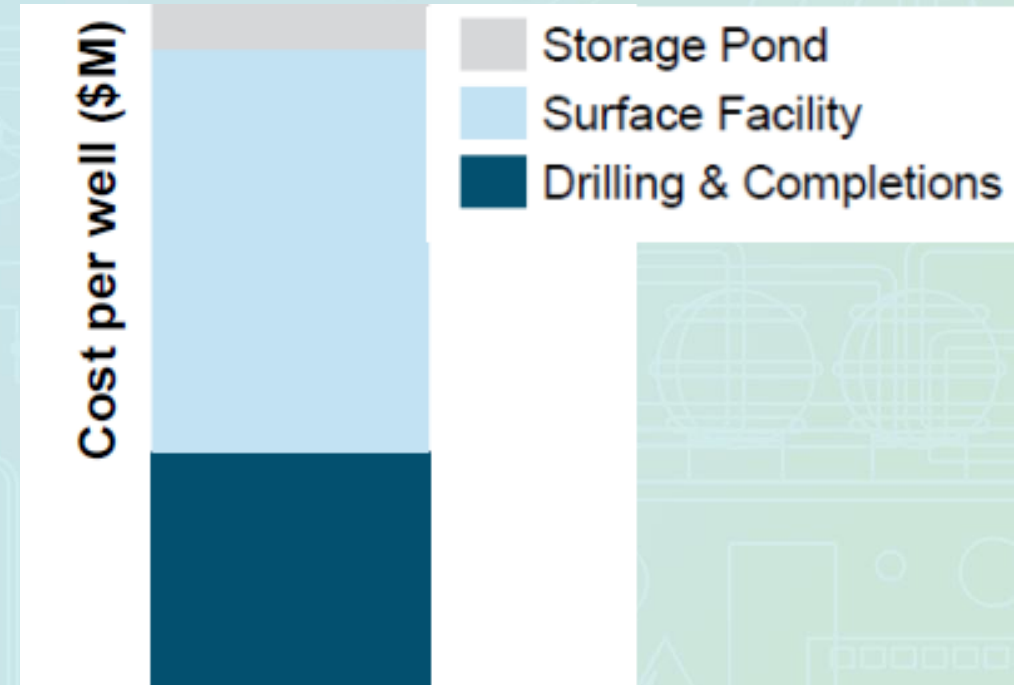 Cost per well ($M)
Storage Pond
Surface Facility
Drilling & Completions